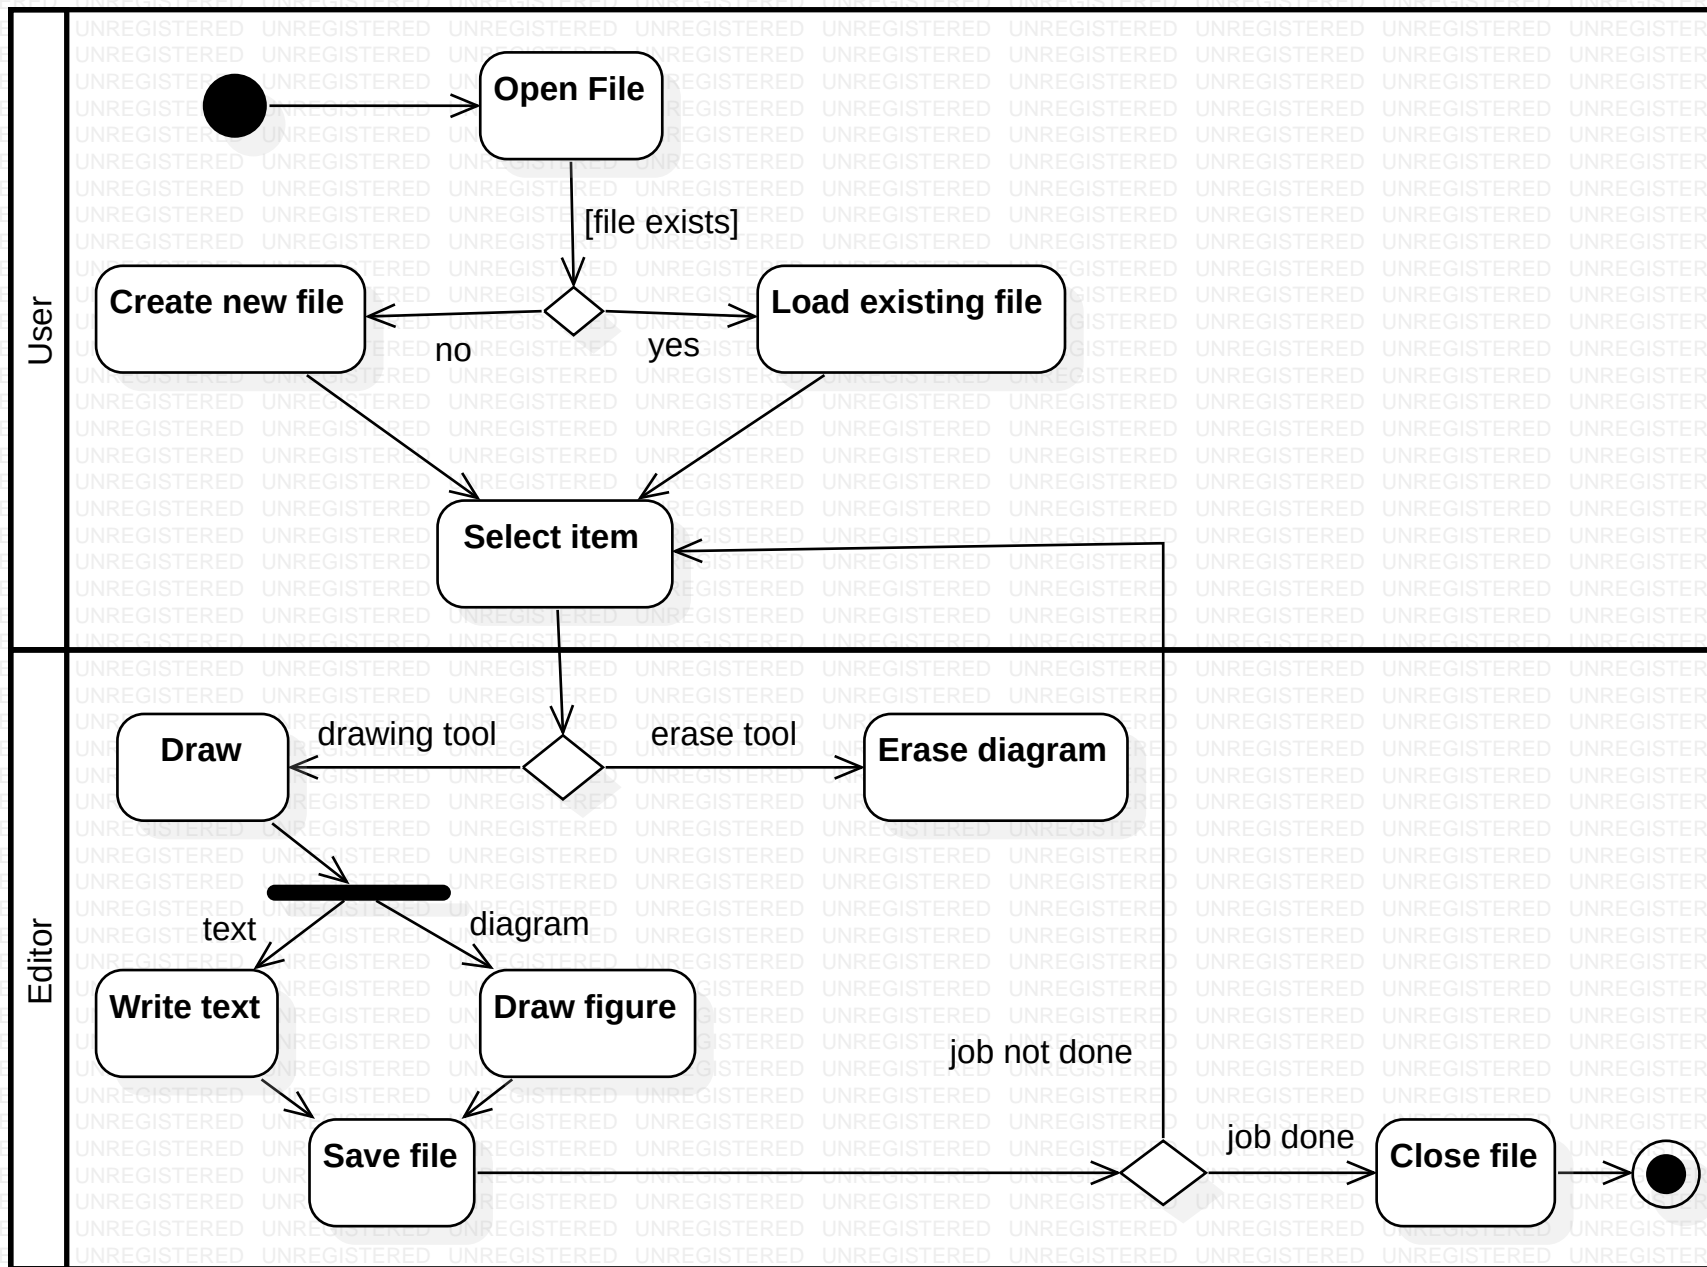 User
Open File
[file exists]
Create new file
Load existing file
no
yes
Select item
Editor
Draw
drawing tool
erase tool
Erase diagram
text
diagram
Write text
Draw figure
job not done
Save file
job done
Close file
UNREGISTERED